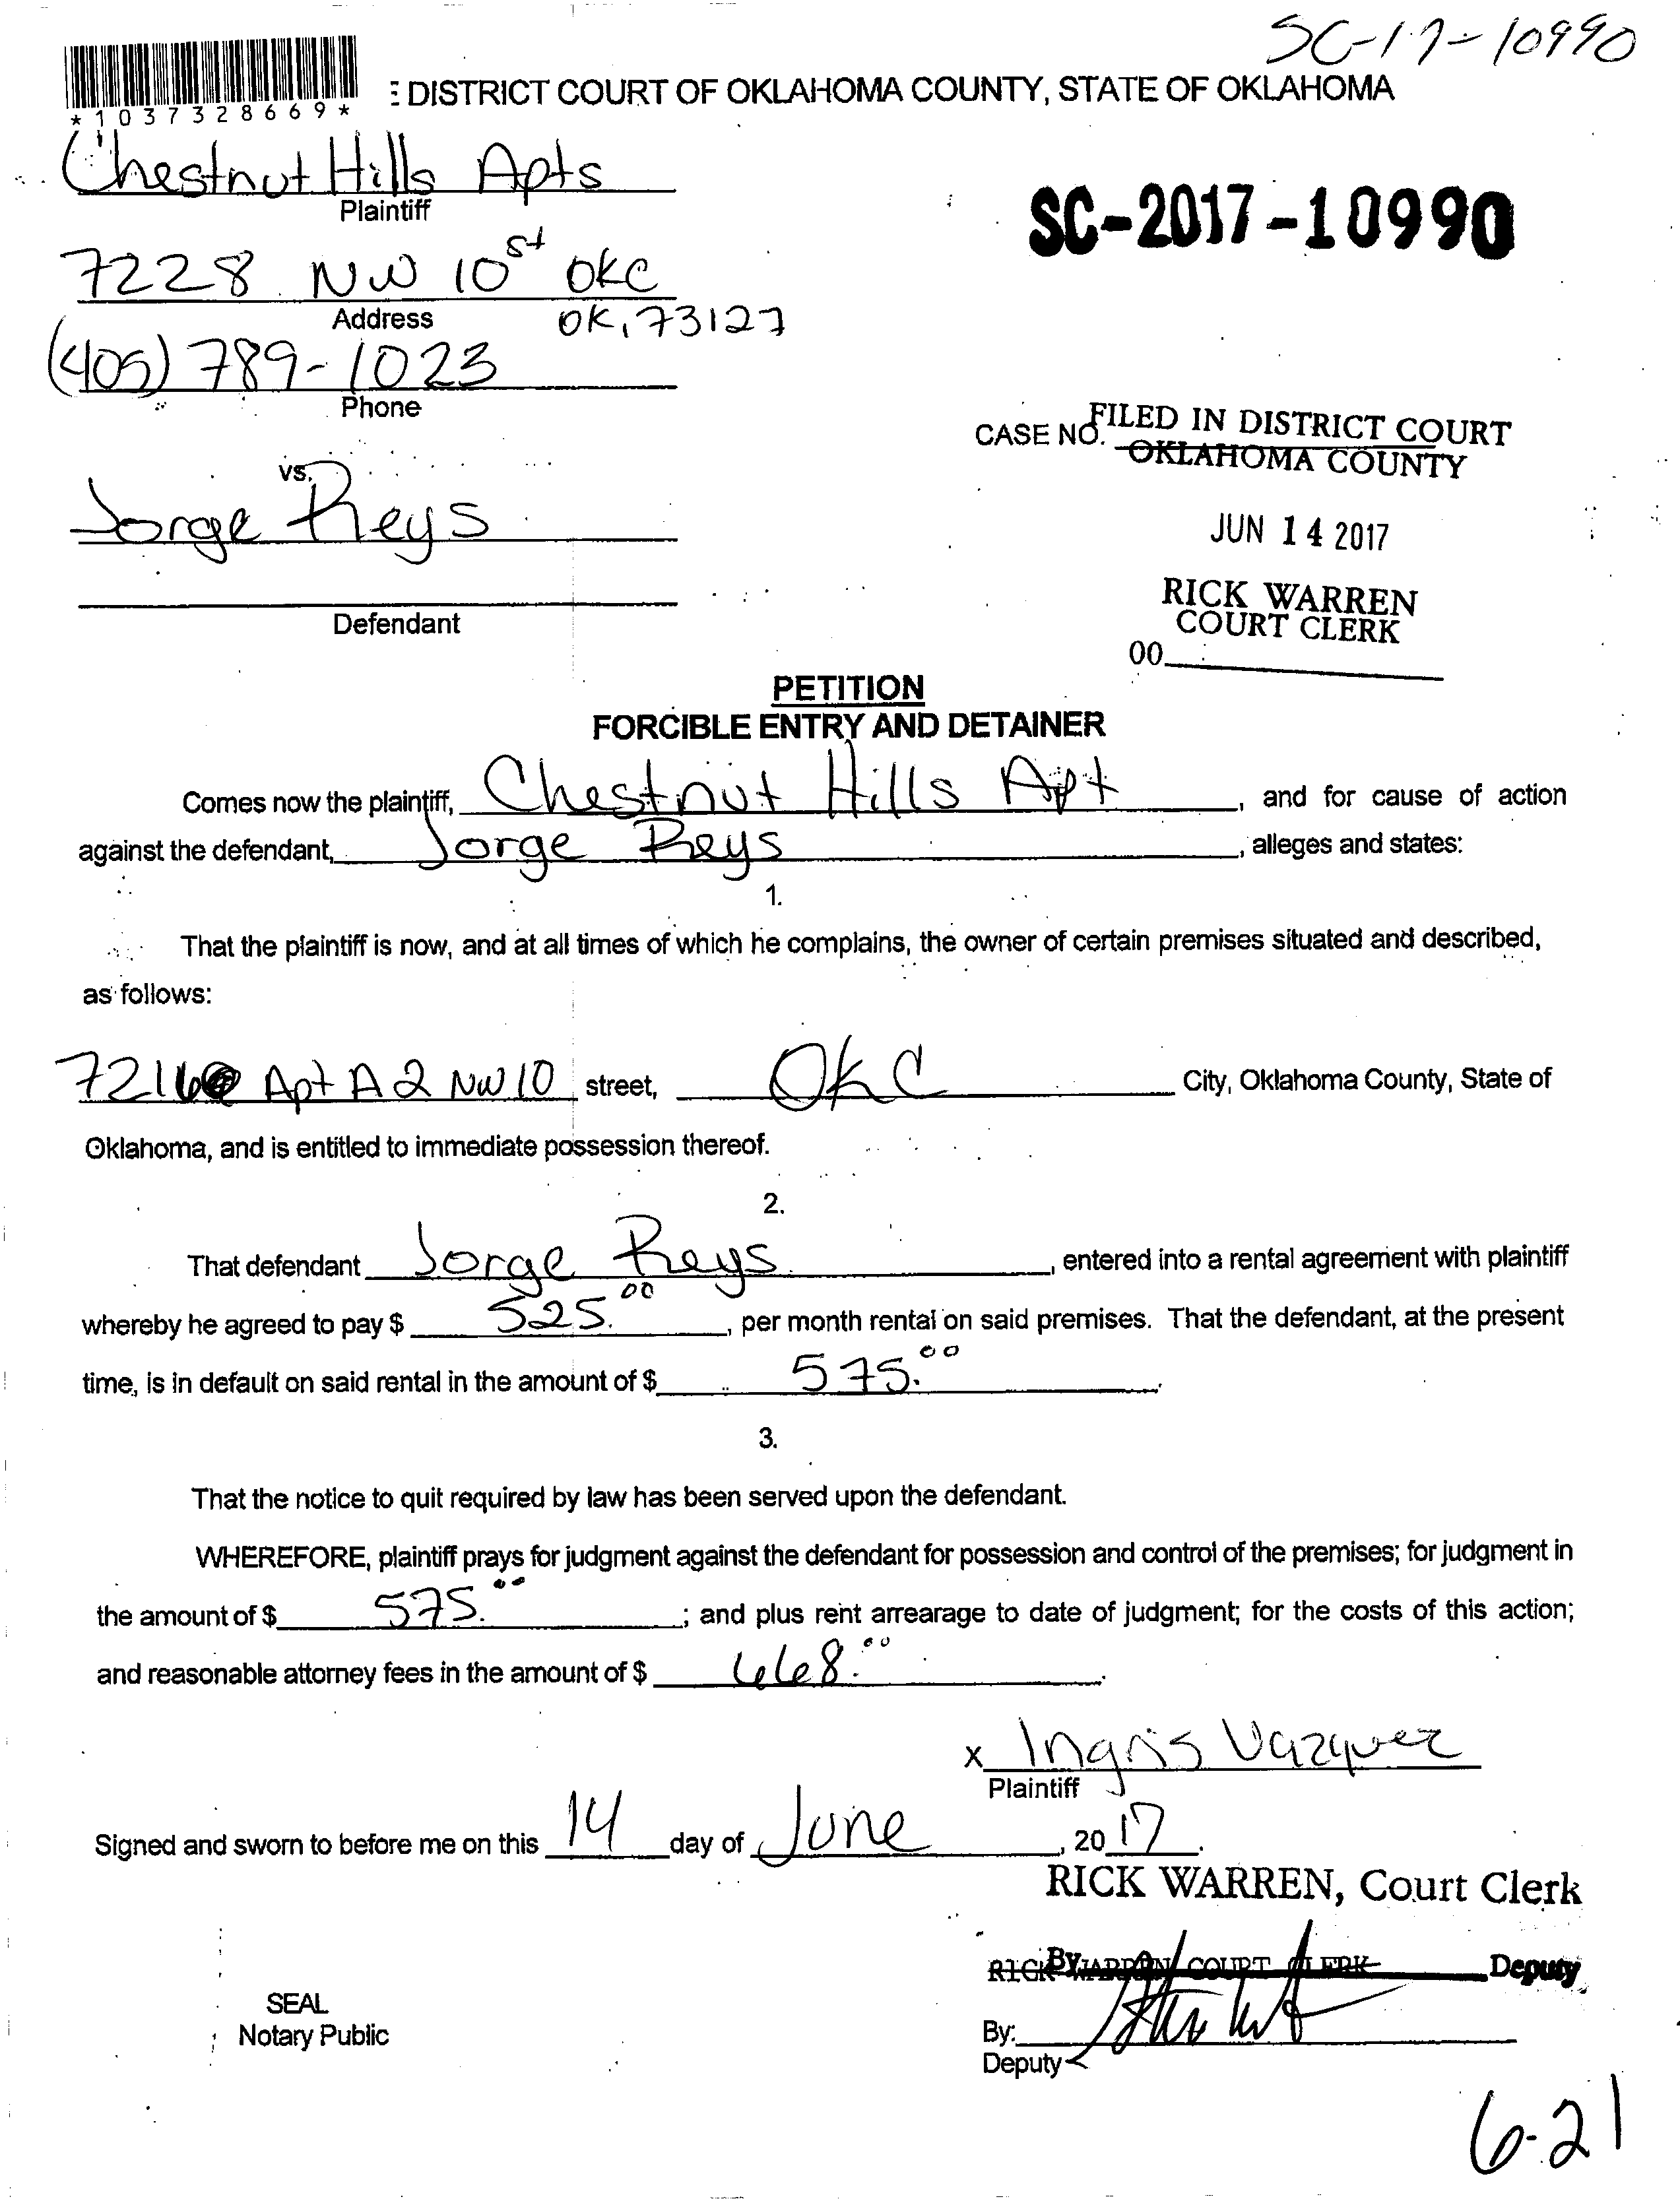 SC-17-10990
*1037328669*
DISTRICT COURT OF OKLAHOMA COUNTY, STATE OF OKLAHOMA
Chestnut Hills Apts
Plaintiff
SC-2017-10990
7228 NW 10 st OKC
Address OK, 73127
(405) 789-1023
Phone
CASE NO. FILED IN DISTRICT COURT
OKLAHOMA COUNTY
vs.
Jorge Reys
JUN 14 2017
RICK WARREN
COURT CLERK
Defendant
00
PETITION
FORCIBLE ENTRY AND DETAINER
Comes now the plaintiff, Chestnut Hills Apt, and for cause of action
against the defendant, Jorge Reys, alleges and states:
1.
That the plaintiff is now, and at all times of which he complains, the owner of certain premises situated and described,
as follows:
7216 Apt A2 NW 10 street, OKC City, Oklahoma County, State of
Oklahoma, and is entitled to immediate possession thereof.
2.
That defendant Jorge Reys, entered into a rental agreement with plaintiff
whereby he agreed to pay $ 525.00, per month rental on said premises. That the defendant, at the present
time, is in default on said rental in the amount of $ 575.00.
3.
That the notice to quit required by law has been served upon the defendant.
WHEREFORE, plaintiff prays for judgment against the defendant for possession and control of the premises; for judgment in
the amount of $ 575.00; and plus rent arrearage to date of judgment; for the costs of this action;
and reasonable attorney fees in the amount of $ 668.00.
X Ingris Vazquez
Plaintiff
Signed and sworn to before me on this 14 day of June, 2017.
RICK WARREN, Court Clerk
RICK WARREN COURT CLERK
By Deputy
SEAL
Notary Public
By:
Deputy
6-21